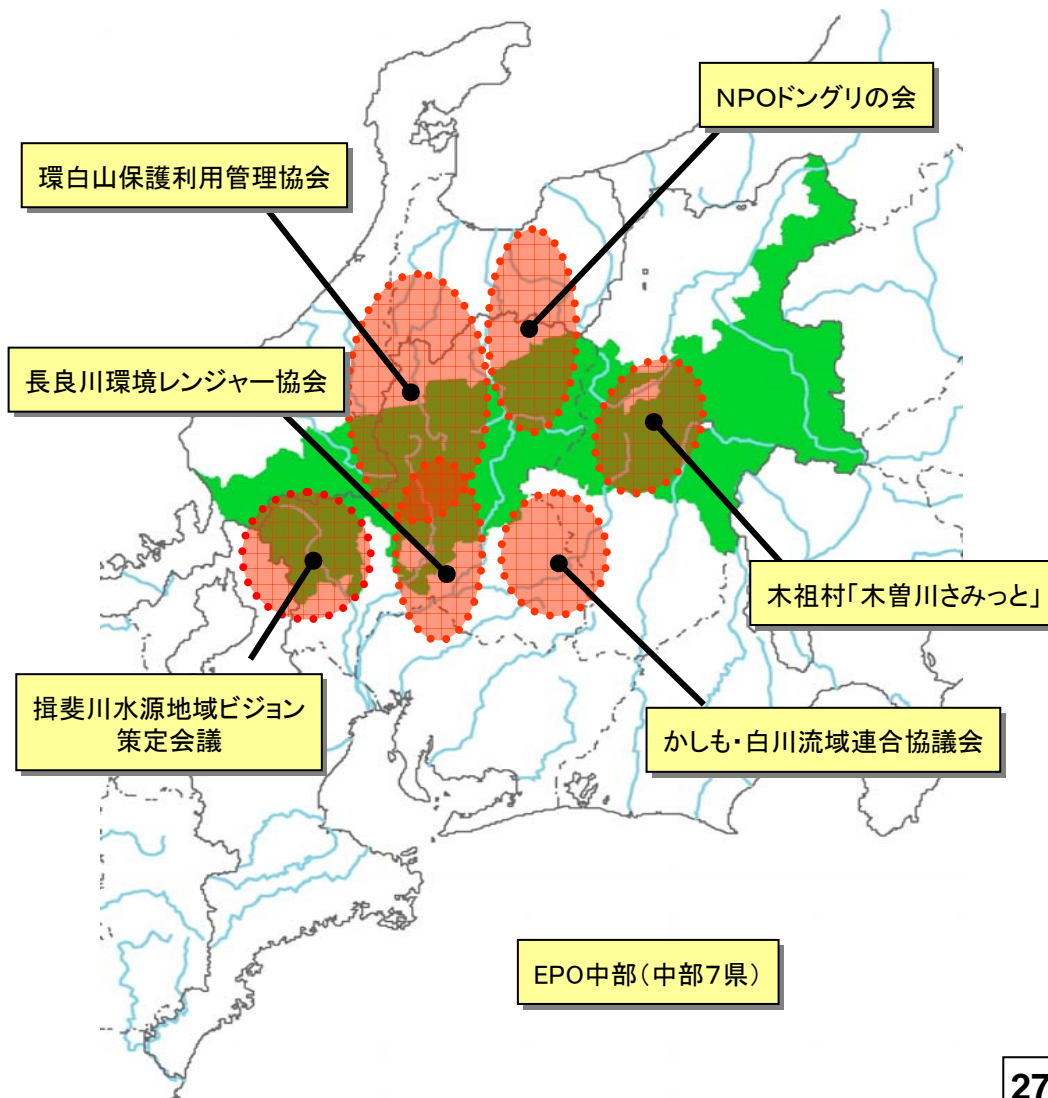 NPOドングリの会
環白山保護利用管理協会
長良川環境レンジャー協会
木祖村「木曽川さみっと」
揖斐川水源地域ビジョン
策定会議
かしも・白川流域連合協議会
EPO中部(中部7県)
27